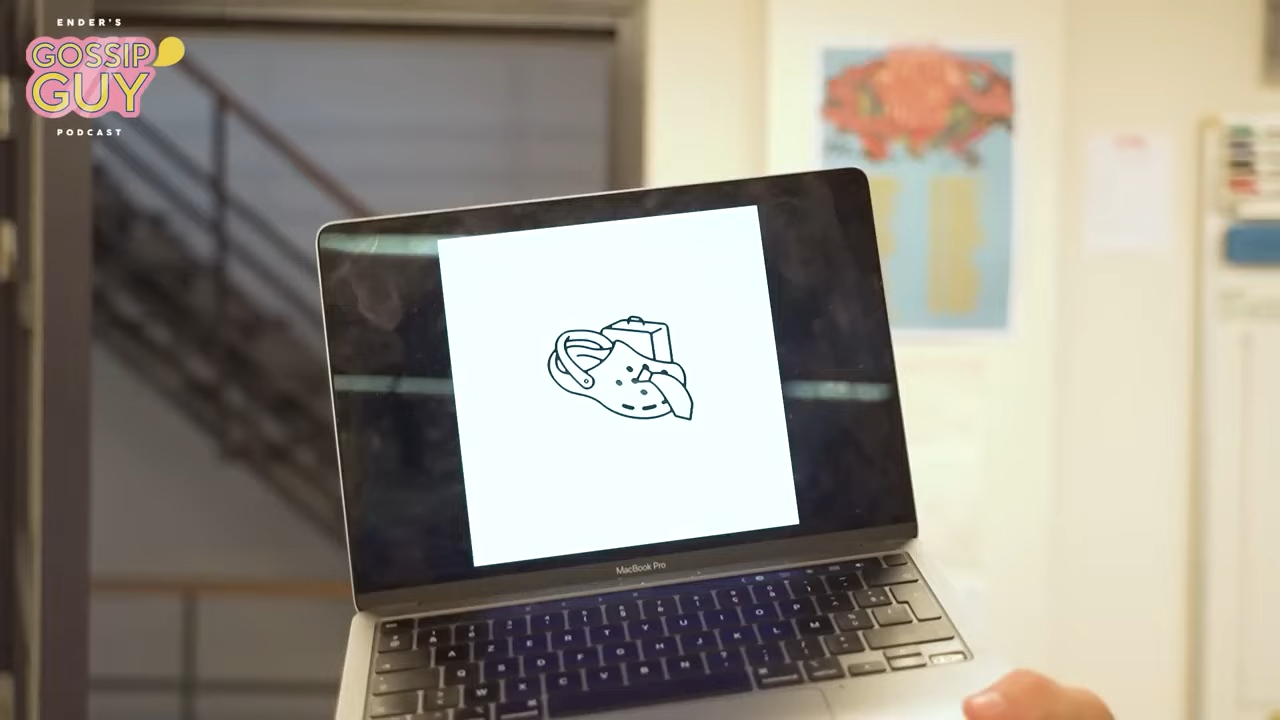 ENDER'S
GOSSIP
GUY
PODCAST
MacBook Pro
A Z E R T Y U I O P
Q S D F G H J K L M
W X C V B N ?